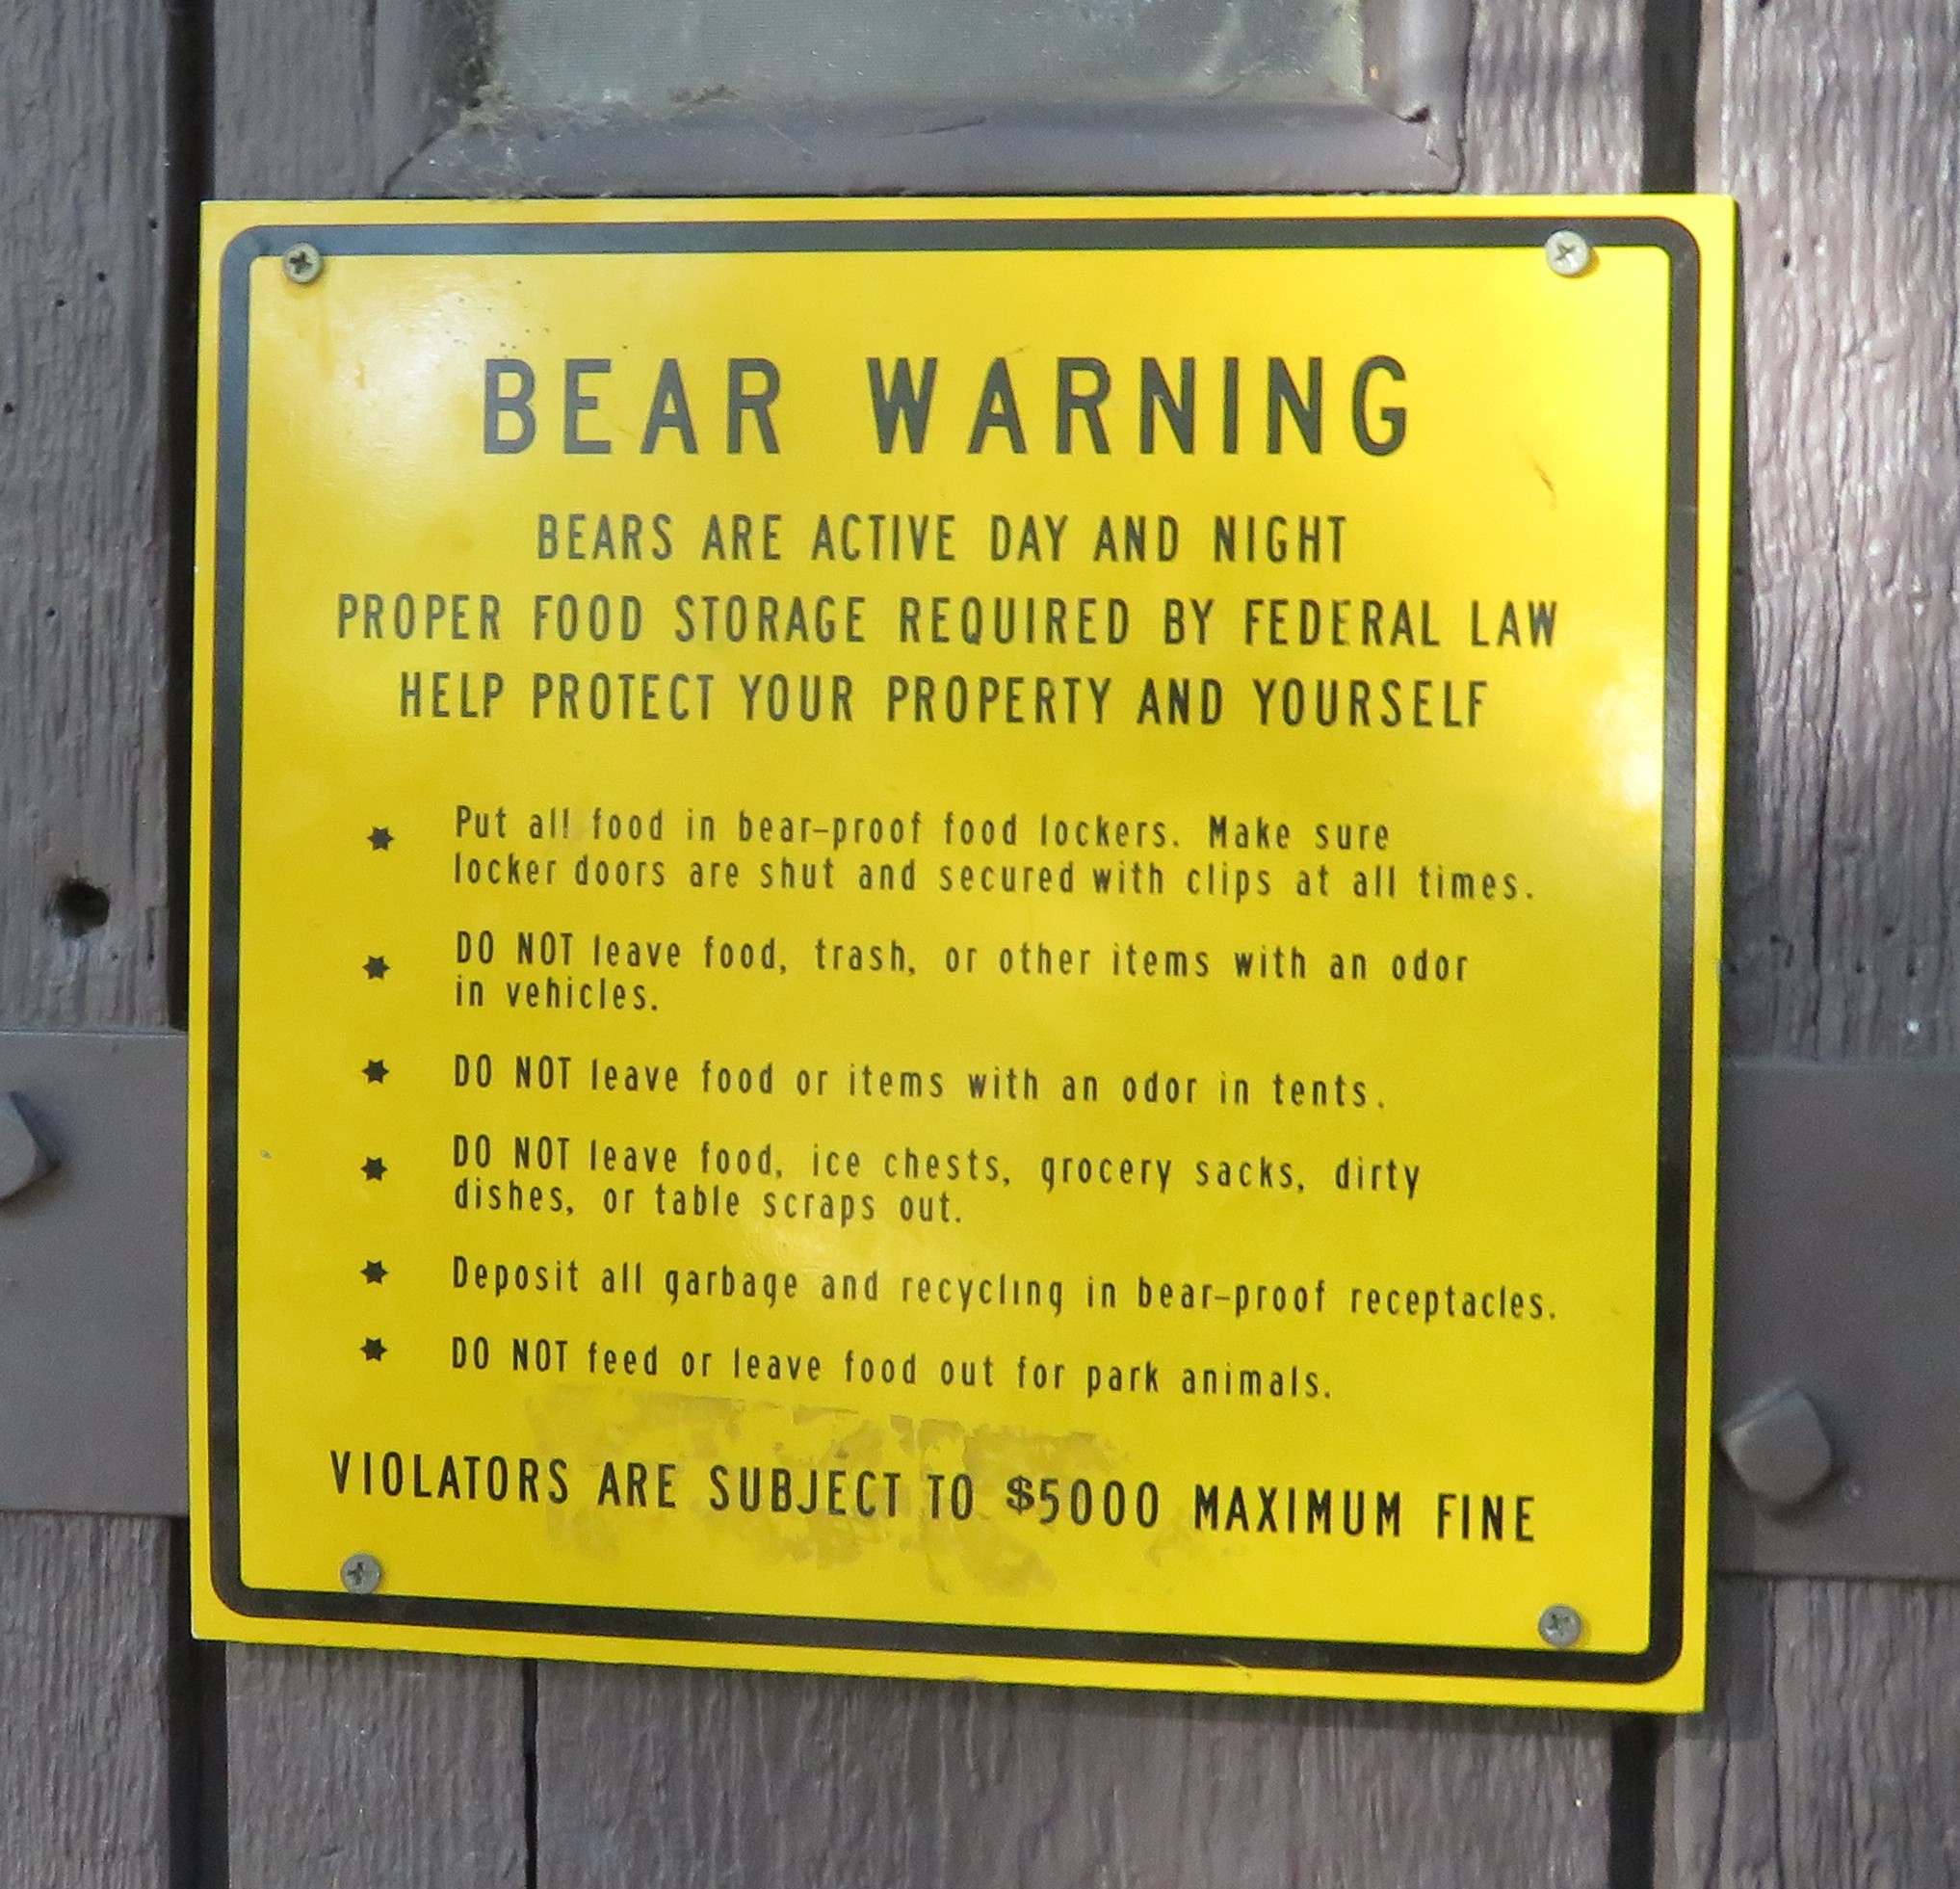 BEAR WARNING
BEARS ARE ACTIVE DAY AND NIGHT
PROPER FOOD STORAGE REQUIRED BY FEDERAL LAW
HELP PROTECT YOUR PROPERTY AND YOURSELF
✷ Put all food in bear-proof food lockers. Make sure
locker doors are shut and secured with clips at all times.
✷ DO NOT leave food, trash, or other items with an odor
in vehicles.
✷ DO NOT leave food or items with an odor in tents.
✷ DO NOT leave food, ice chests, grocery sacks, dirty
dishes, or table scraps out.
✷ Deposit all garbage and recycling in bear-proof receptacles.
✷ DO NOT feed or leave food out for park animals.
VIOLATORS ARE SUBJECT TO $5000 MAXIMUM FINE